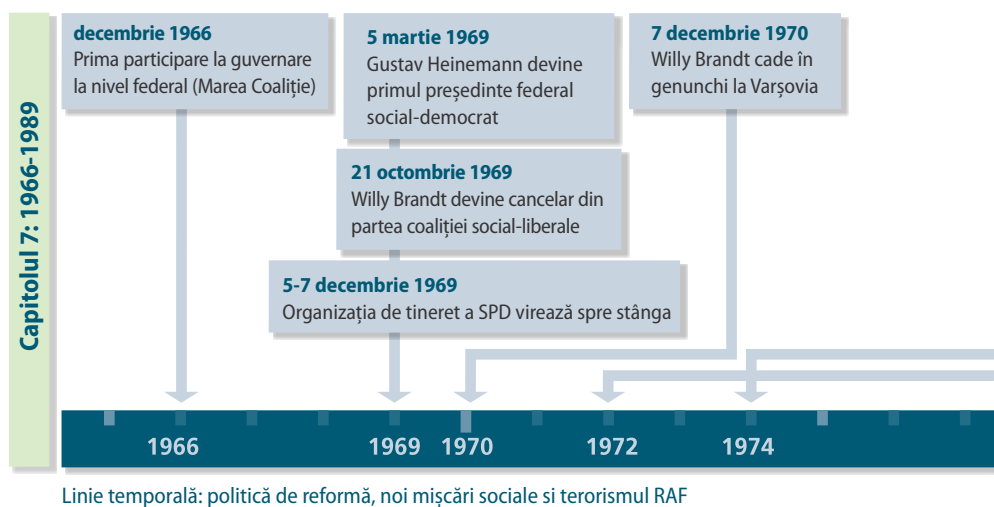 Capitolul 7: 1966-1989
decembrie 1966
Prima participare la guvernare
la nivel federal (Marea Coaliție)
5 martie 1969
Gustav Heinemann devine
primul președinte federal
social-democrat
7 decembrie 1970
Willy Brandt cade în
genunchi la Varșovia
21 octombrie 1969
Willy Brandt devine cancelar din
partea coaliției social-liberale
5-7 decembrie 1969
Organizația de tineret a SPD virează spre stânga
1966 1969 1970 1972 1974
Linie temporală: politică de reformă, noi mișcări sociale si terorismul RAF